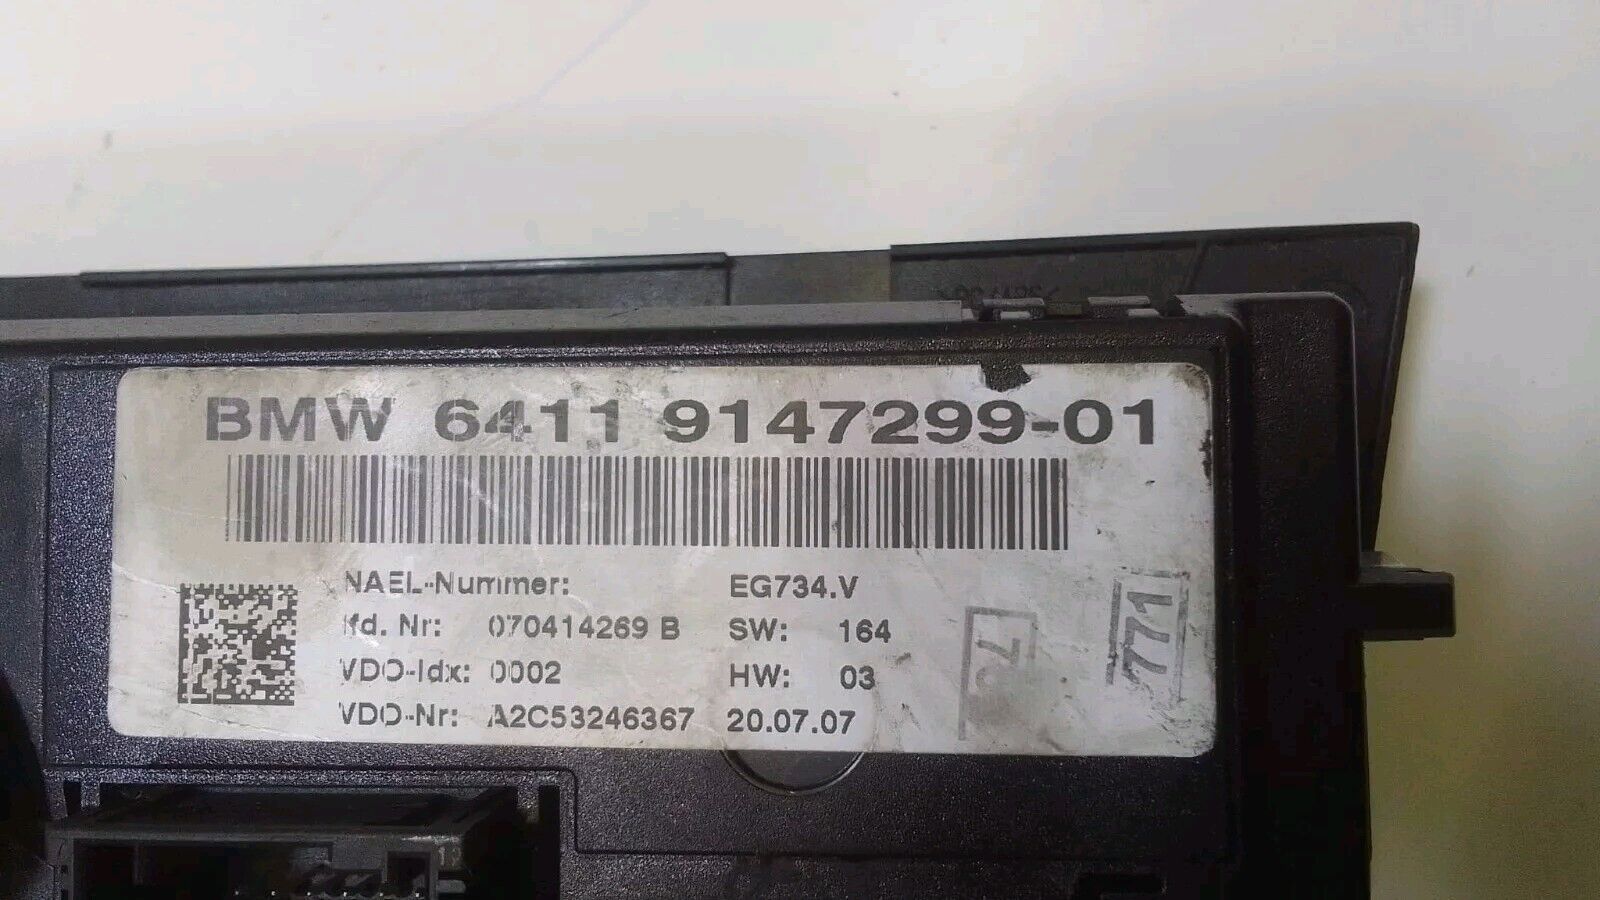 BMW 6411 9147299-01
NAEL-Nummer: EG734.V
lfd. Nr: 070414269 B SW: 164
VDO-Idx: 0002 HW: 03
VDO-Nr: A2C53246367 20.07.07
771